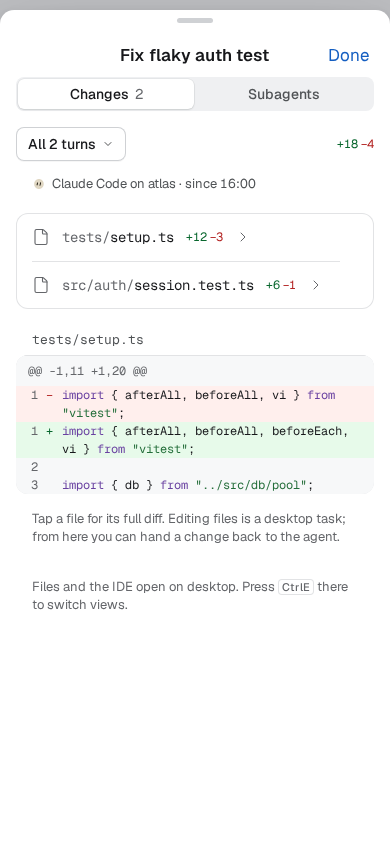 Fix flaky auth test
Done
Changes 2
Subagents
All 2 turns
+18 −4
Claude Code on atlas · since 16:00
tests/setup.ts +12 −3
src/auth/session.test.ts +6 −1
tests/setup.ts
@@ -1,11 +1,20 @@
1 − import { afterAll, beforeAll, vi } from
"vitest";
1 + import { afterAll, beforeAll, beforeEach,
vi } from "vitest";
2
3 import { db } from "../src/db/pool";
Tap a file for its full diff. Editing files is a desktop task;
from here you can hand a change back to the agent.
Files and the IDE open on desktop. Press CtrlE there
to switch views.